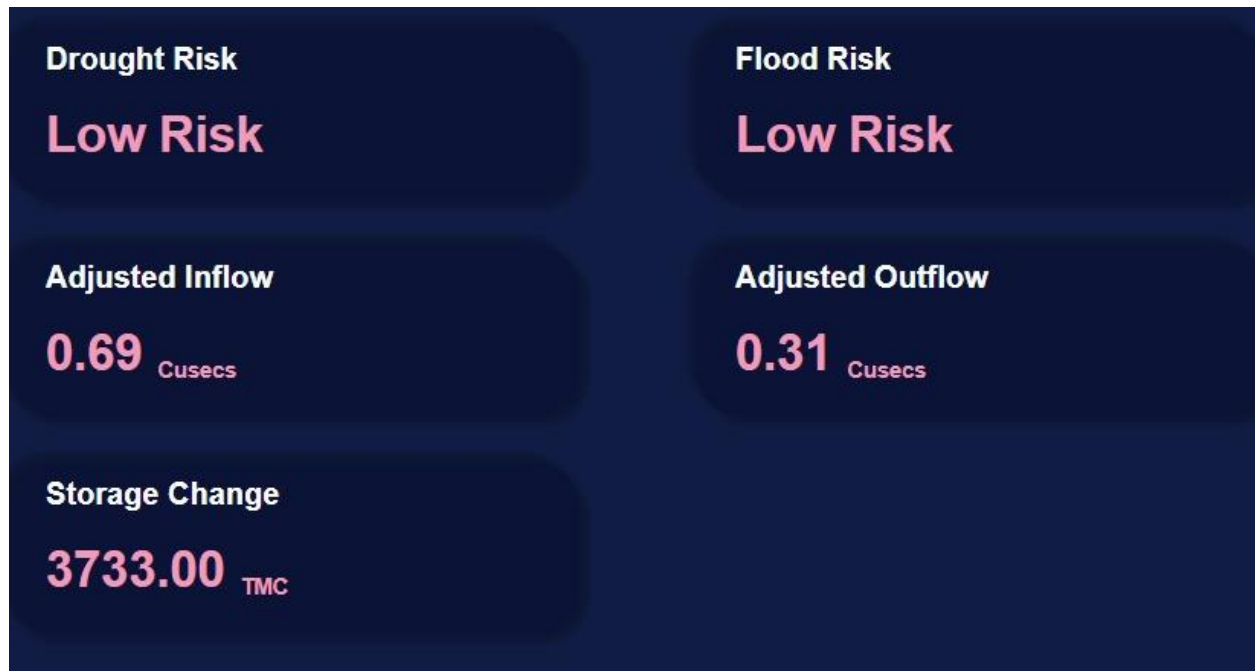 Drought Risk
Low Risk
Flood Risk
Low Risk
Adjusted Inflow
0.69 Cusecs
Adjusted Outflow
0.31 Cusecs
Storage Change
3733.00 TMC